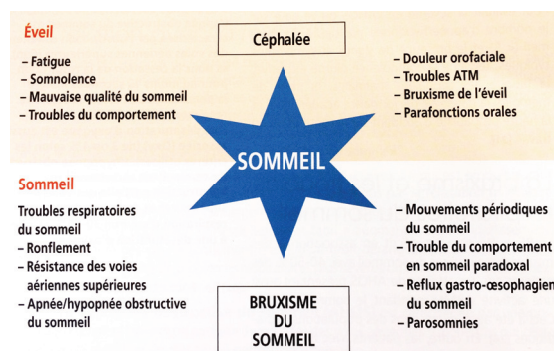 Éveil
– Fatigue
– Somnolence
– Mauvaise qualité du sommeil
– Troubles du comportement
Céphalée
– Douleur orofaciale
– Troubles ATM
– Bruxisme de l'éveil
– Parafonctions orales
SOMMEIL
Sommeil
Troubles respiratoires
du sommeil
– Ronflement
– Résistance des voies
aériennes supérieures
– Apnée/hypopnée obstructive
du sommeil
BRUXISME
DU
SOMMEIL
– Mouvements périodiques
du sommeil
– Trouble du comportement
en sommeil paradoxal
– Reflux gastro-œsophagien
du sommeil
– Parosomnies